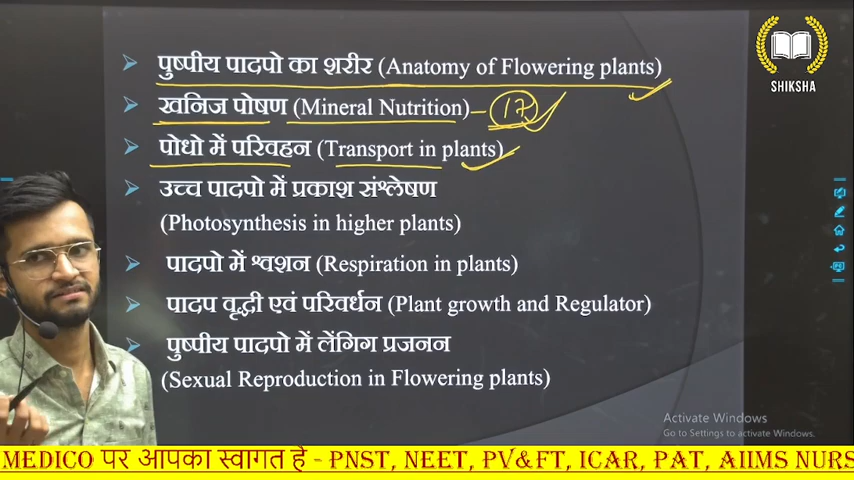 पुष्पीय पादपो का शरीर (Anatomy of Flowering plants)
खनिज पोषण (Mineral Nutrition) - 17
पोधो में परिवहन (Transport in plants)
उच्च पादपो में प्रकाश संश्लेषण
(Photosynthesis in higher plants)
पादपो में श्वशन (Respiration in plants)
पादप वृद्धी एवं परिवर्धन (Plant growth and Regulator)
पुष्पीय पादपो में लेंगिग प्रजनन
(Sexual Reproduction in Flowering plants)
SHIKSHA
Activate Windows
Go to Settings to activate Windows.
MEDICO पर आपका स्वागत हे - PNST, NEET, PV&FT, ICAR, PAT, AIIMS NURS